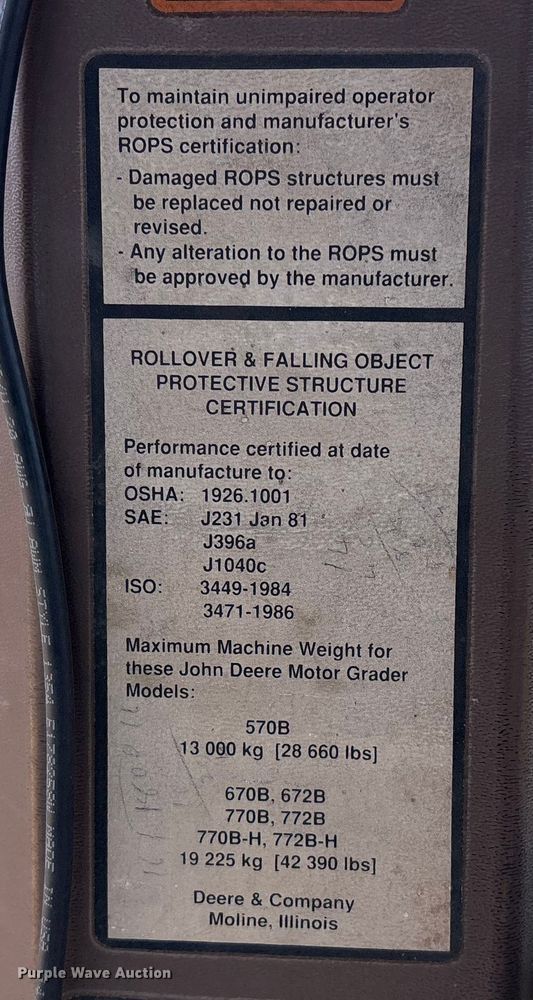 To maintain unimpaired operator
protection and manufacturer's
ROPS certification:
- Damaged ROPS structures must
be replaced not repaired or
revised.
- Any alteration to the ROPS must
be approved by the manufacturer.
ROLLOVER & FALLING OBJECT
PROTECTIVE STRUCTURE
CERTIFICATION
Performance certified at date
of manufacture to:
OSHA: 1926.1001
SAE: J231 Jan 81
J396a
J1040c
ISO: 3449-1984
3471-1986
Maximum Machine Weight for
these John Deere Motor Grader
Models:
570B
13 000 kg [28 660 lbs]
670B, 672B
770B, 772B
770B-H, 772B-H
19 225 kg [42 390 lbs]
Deere & Company
Moline, Illinois
STYLE MADE IN USA
Purple Wave Auction